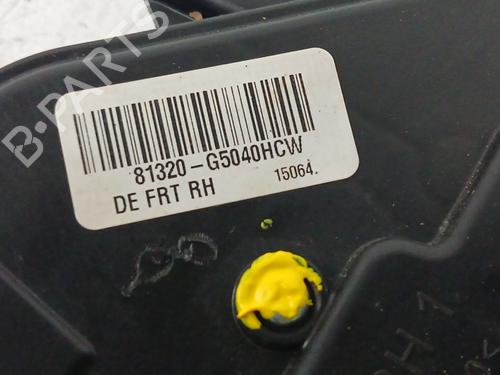 B-PARTS
81320-G5040HCW
DE FRT RH 15064.